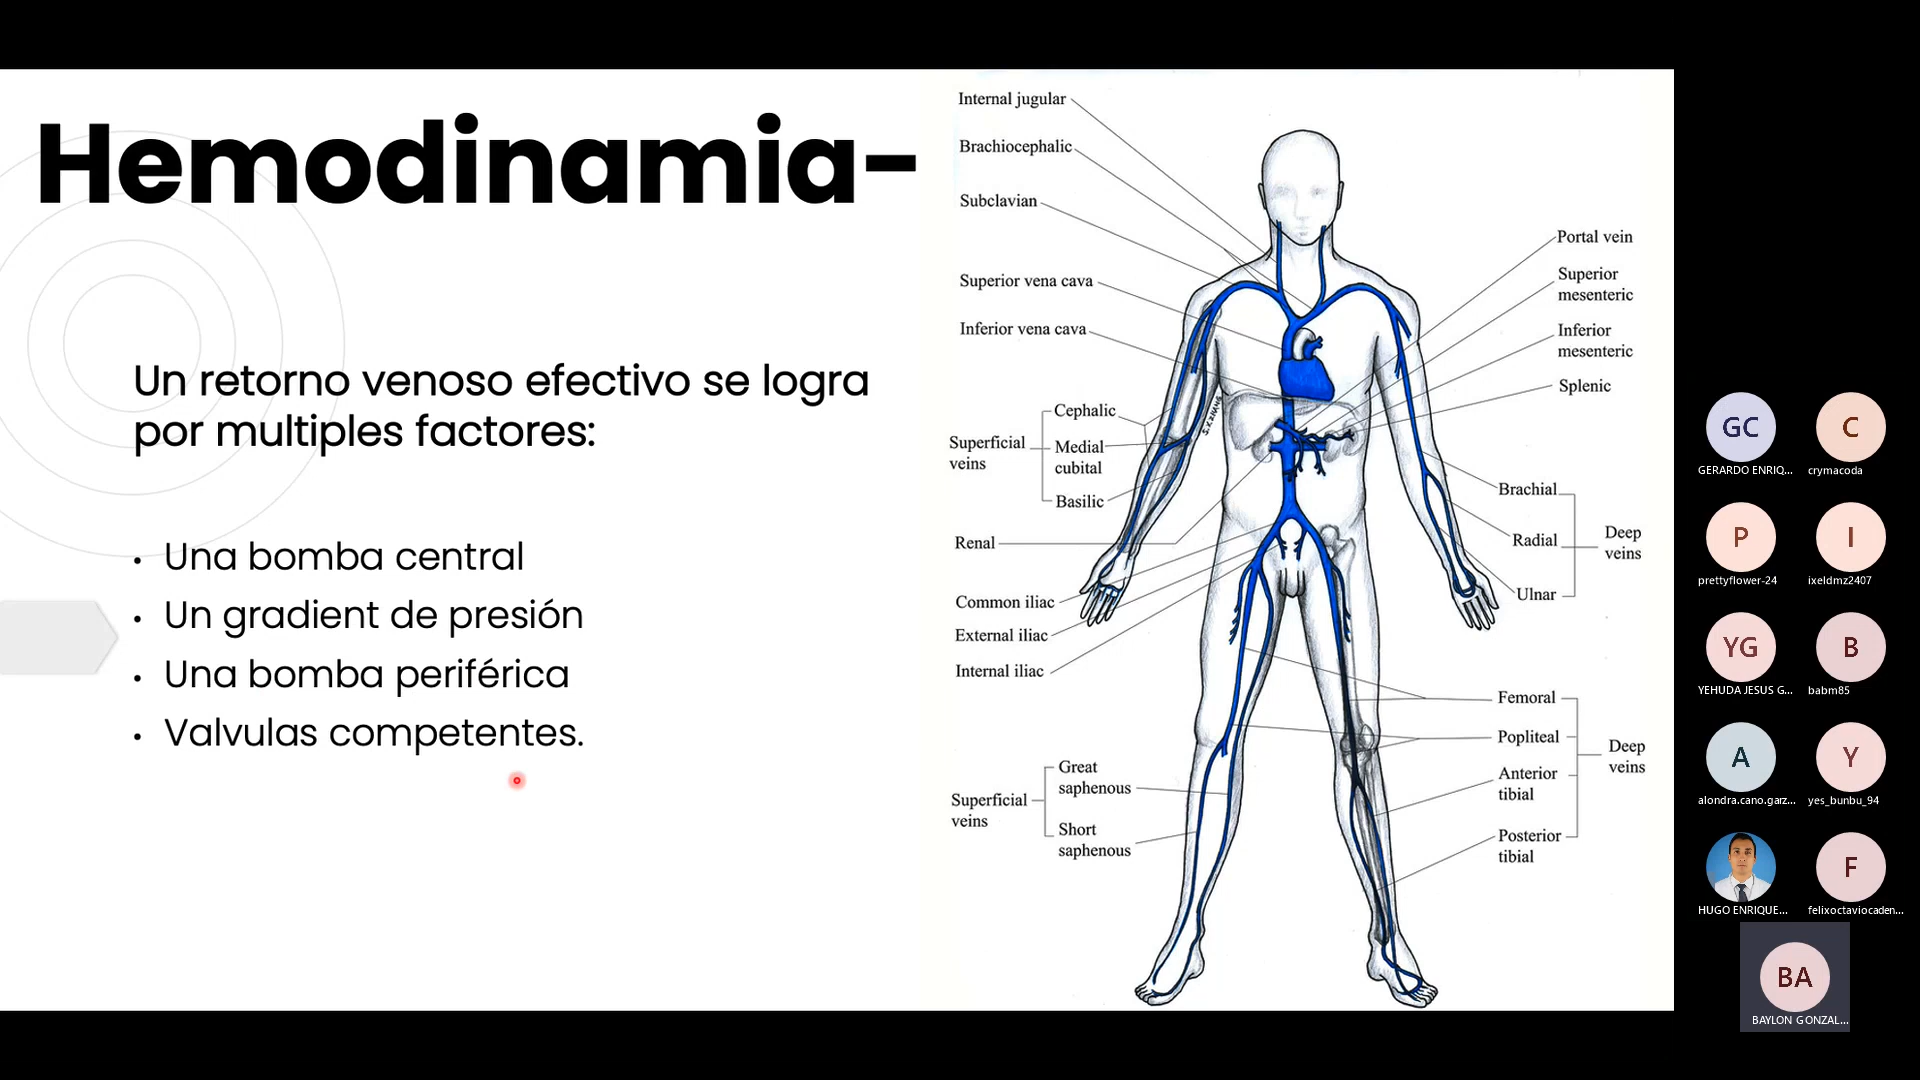 Hemodinamia-
Un retorno venoso efectivo se logra
por multiples factores:
• Una bomba central
• Un gradient de presión
• Una bomba periférica
• Valvulas competentes.
Internal jugular
Brachiocephalic
Subclavian
Superior vena cava
Inferior vena cava
Superficial
veins
Cephalic
Medial
cubital
Basilic
Renal
Common iliac
External iliac
Internal iliac
Superficial
veins
Great
saphenous
Short
saphenous
Portal vein
Superior
mesenteric
Inferior
mesenteric
Splenic
Brachial
Radial
Ulnar
Deep
veins
Femoral
Popliteal
Anterior
tibial
Posterior
tibial
Deep
veins
S.X.ZHANG
GC
GERARDO ENRIQ...
C
crymacoda
P
prettyflower-24
I
ixeldmz2407
YG
YEHUDA JESUS G...
B
babm85
A
alondra.cano.garz...
Y
yes_bunbu_94
HUGO ENRIQUE...
F
felixoctaviocaden...
BA
BAYLON GONZAL...